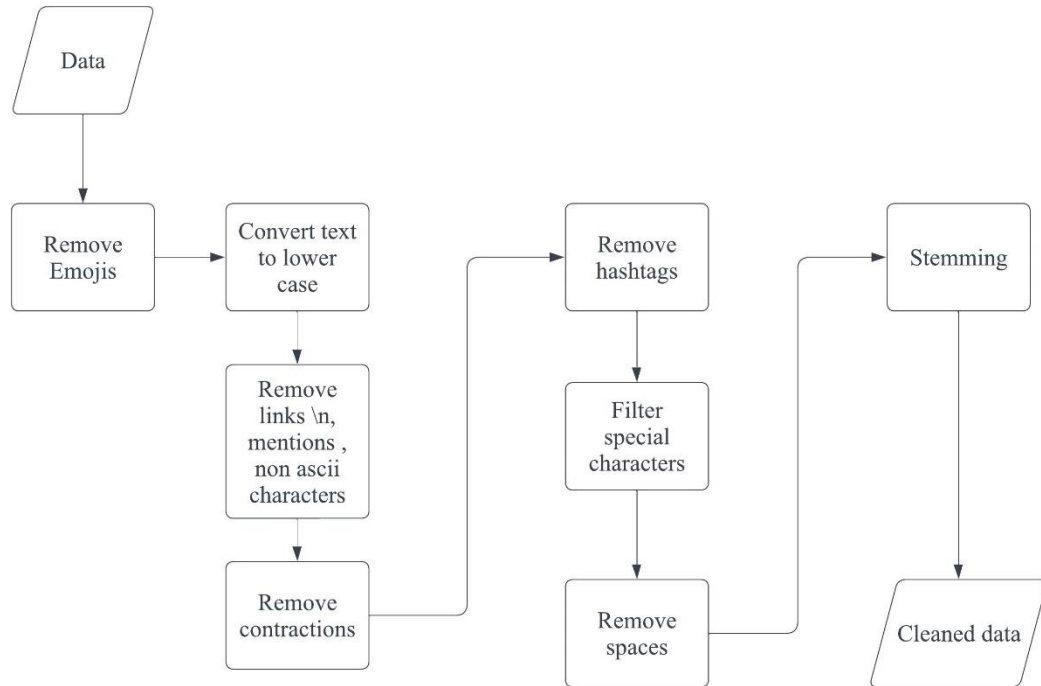 Data
Remove
Emojis
Convert text
to lower
case
Remove
links \n,
mentions ,
non ascii
characters
Remove
contractions
Remove
hashtags
Filter
special
characters
Remove
spaces
Stemming
Cleaned data